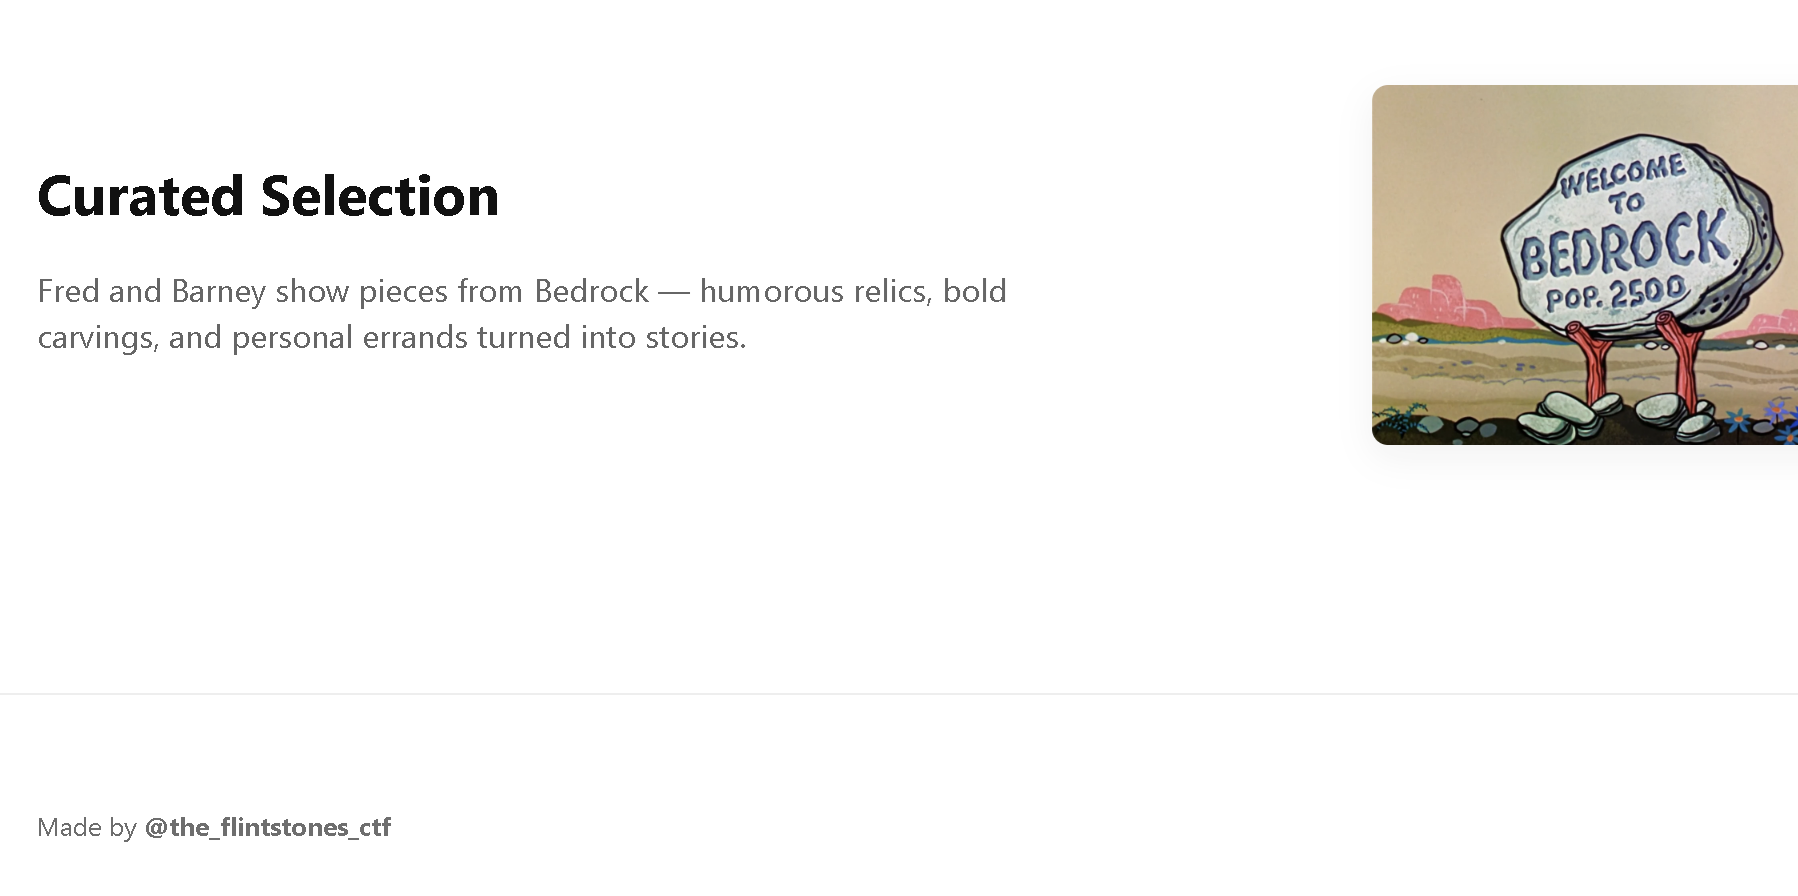 Curated Selection
Fred and Barney show pieces from Bedrock — humorous relics, bold
carvings, and personal errands turned into stories.
WELCOME
TO
BEDROCK
POP. 2500
Made by @the_flintstones_ctf